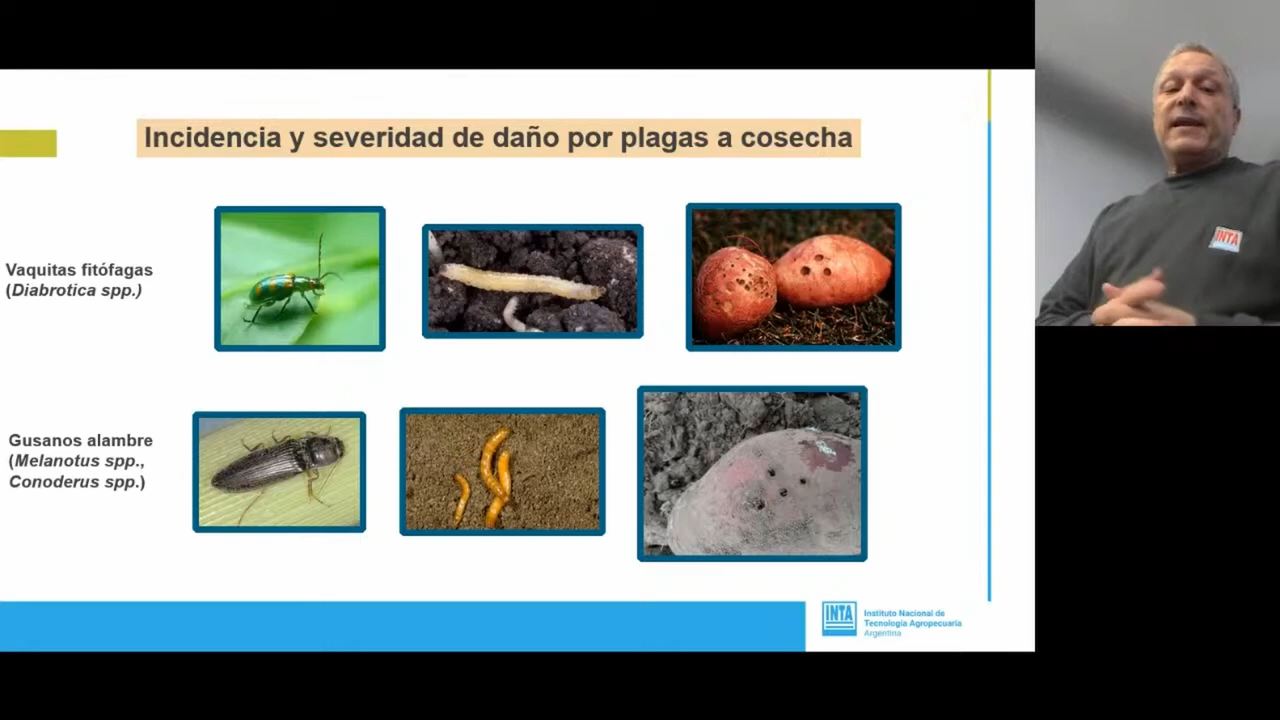 Incidencia y severidad de daño por plagas a cosecha
Vaquitas fitófagas
(Diabrotica spp.)
Gusanos alambre
(Melanotus spp.,
Conoderus spp.)
INTA
Instituto Nacional de
Tecnología Agropecuaria
Argentina
INTA